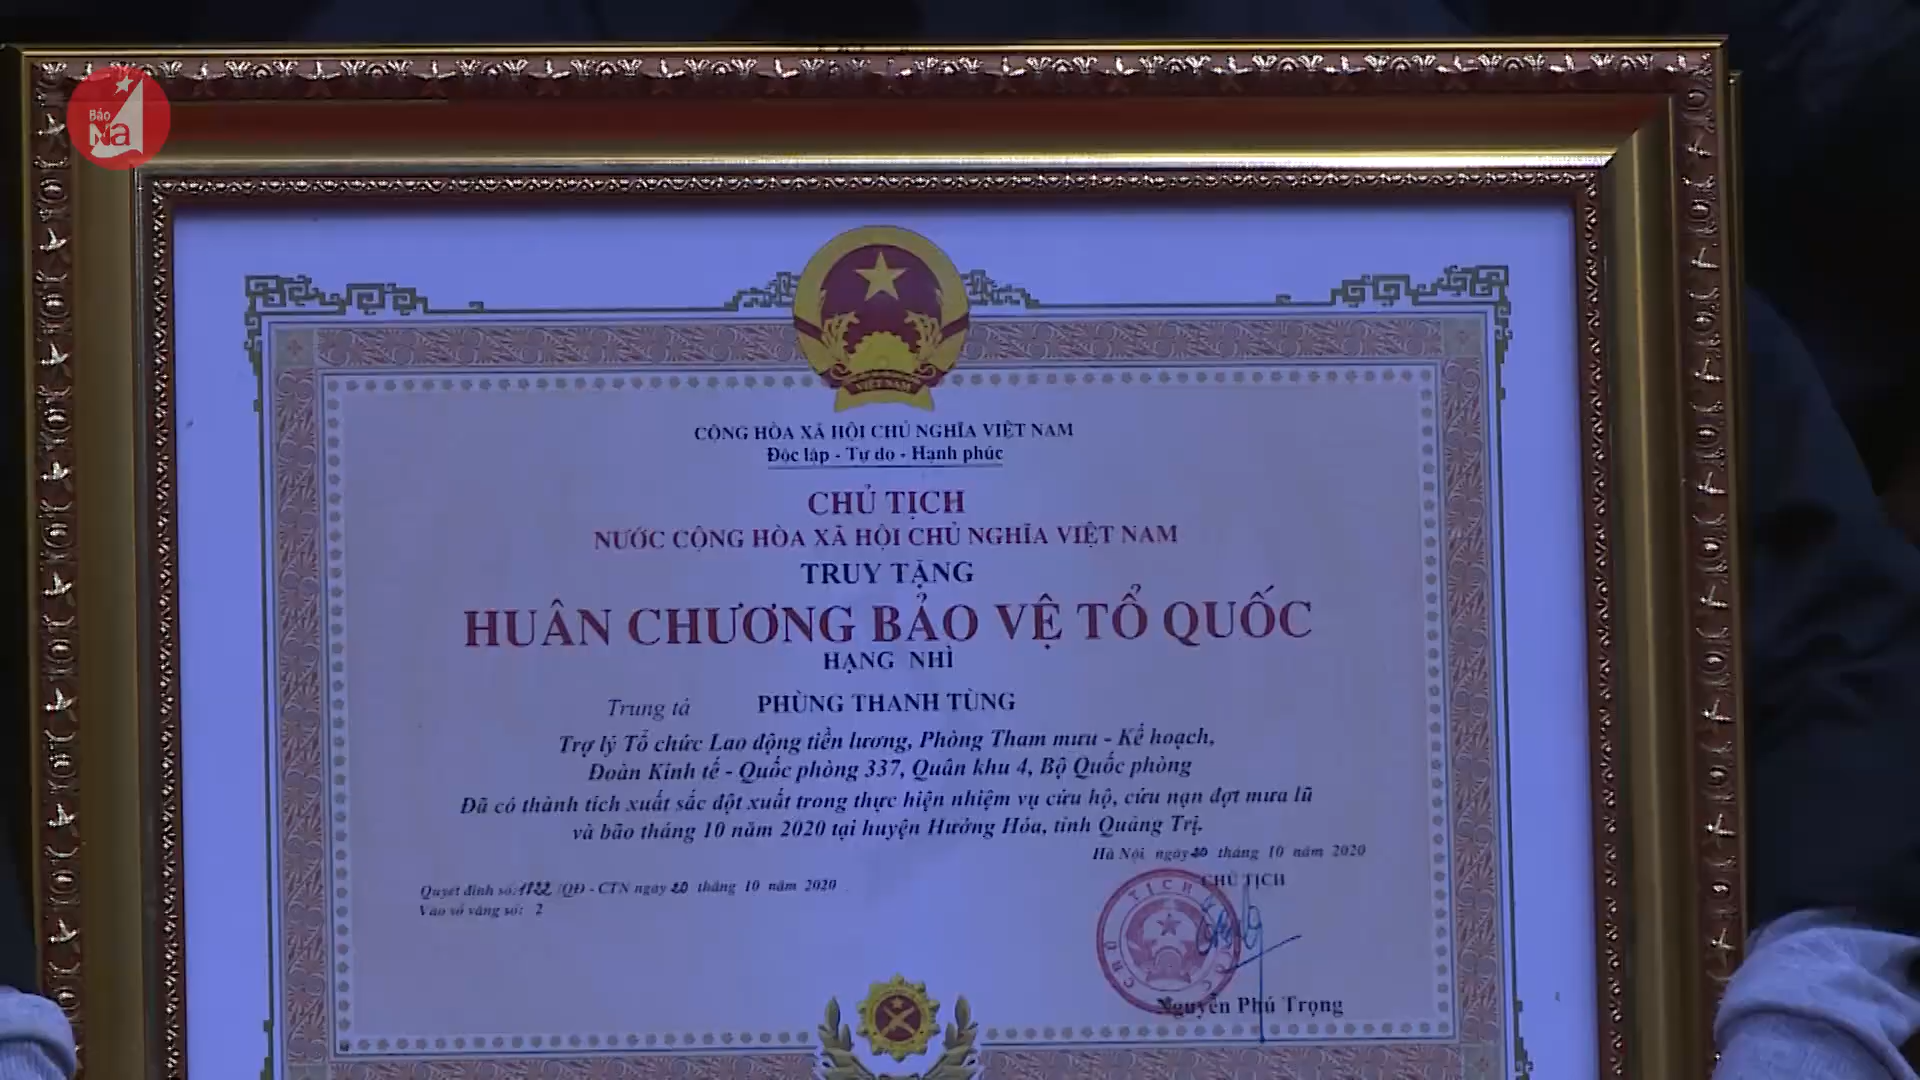 Báo
Na
VIỆT NAM
CỘNG HÒA XÃ HỘI CHỦ NGHĨA VIỆT NAM
Độc lập - Tự do - Hạnh phúc
CHỦ TỊCH
NƯỚC CỘNG HÒA XÃ HỘI CHỦ NGHĨA VIỆT NAM
TRUY TẶNG
HUÂN CHƯƠNG BẢO VỆ TỔ QUỐC
HẠNG NHÌ
Trung tá PHÙNG THANH TÙNG
Trợ lý Tổ chức Lao động tiền lương, Phòng Tham mưu - Kế hoạch,
Đoàn Kinh tế - Quốc phòng 337, Quân khu 4, Bộ Quốc phòng
Đã có thành tích xuất sắc đột xuất trong thực hiện nhiệm vụ cứu hộ, cứu nạn đợt mưa lũ
và bão tháng 10 năm 2020 tại huyện Hướng Hóa, tỉnh Quảng Trị.
Hà Nội, ngày 20 tháng 10 năm 2020
Quyết định số: /QĐ - CTN ngày 20 tháng 10 năm 2020
CHỦ TỊCH
Vào sổ vàng số: 2
CHỦ TỊCH
Nguyễn Phú Trọng